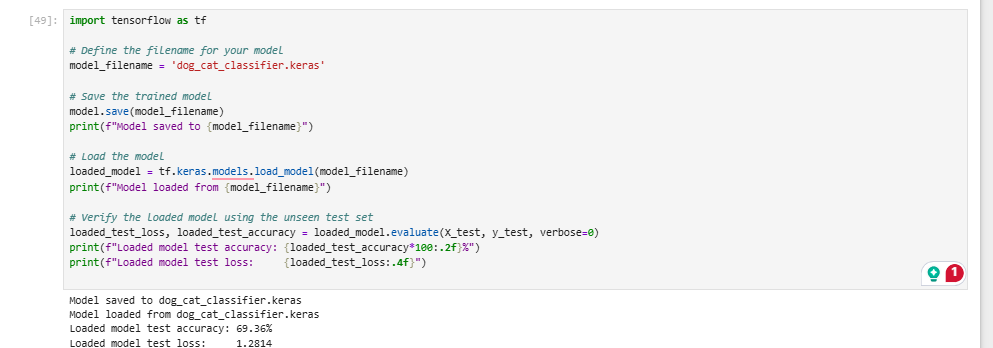 [49]: import tensorflow as tf
# Define the filename for your model
model_filename = 'dog_cat_classifier.keras'
# Save the trained model
model.save(model_filename)
print(f"Model saved to {model_filename}")
# Load the model
loaded_model = tf.keras.models.load_model(model_filename)
print(f"Model loaded from {model_filename}")
# Verify the loaded model using the unseen test set
loaded_test_loss, loaded_test_accuracy = loaded_model.evaluate(X_test, y_test, verbose=0)
print(f"Loaded model test accuracy: {loaded_test_accuracy*100:.2f}%")
print(f"Loaded model test loss:     {loaded_test_loss:.4f}")
1
Model saved to dog_cat_classifier.keras
Model loaded from dog_cat_classifier.keras
Loaded model test accuracy: 69.36%
Loaded model test loss:     1.2814